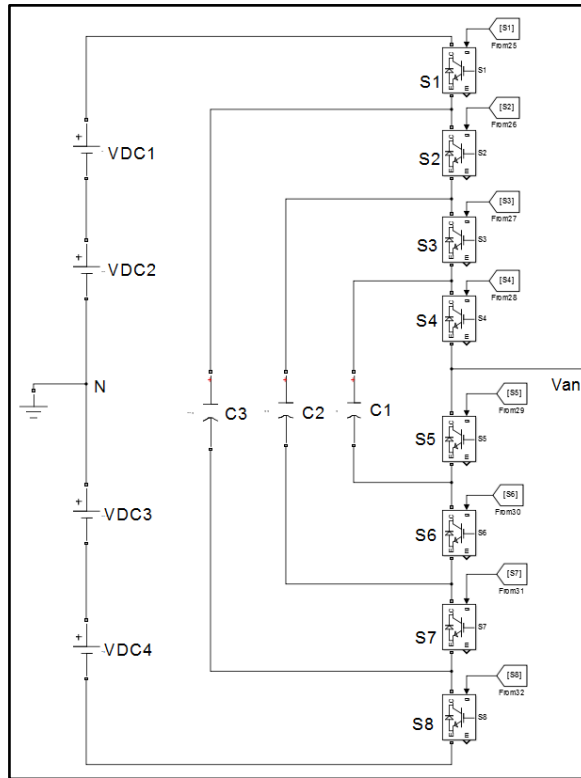 [S1]
From25
C
g
S1
E
m
S1
[S2]
From26
C
g
S2
E
m
S2
VDC1
[S3]
From27
C
g
S3
E
m
S3
VDC2
[S4]
From28
C
g
S4
E
m
S4
N
Van
C3
C2
C1
[S5]
From29
C
g
S5
E
m
S5
[S6]
From30
C
g
S6
E
m
S6
VDC3
[S7]
From31
C
g
S7
E
m
S7
VDC4
[S8]
From32
C
g
S8
E
m
S8